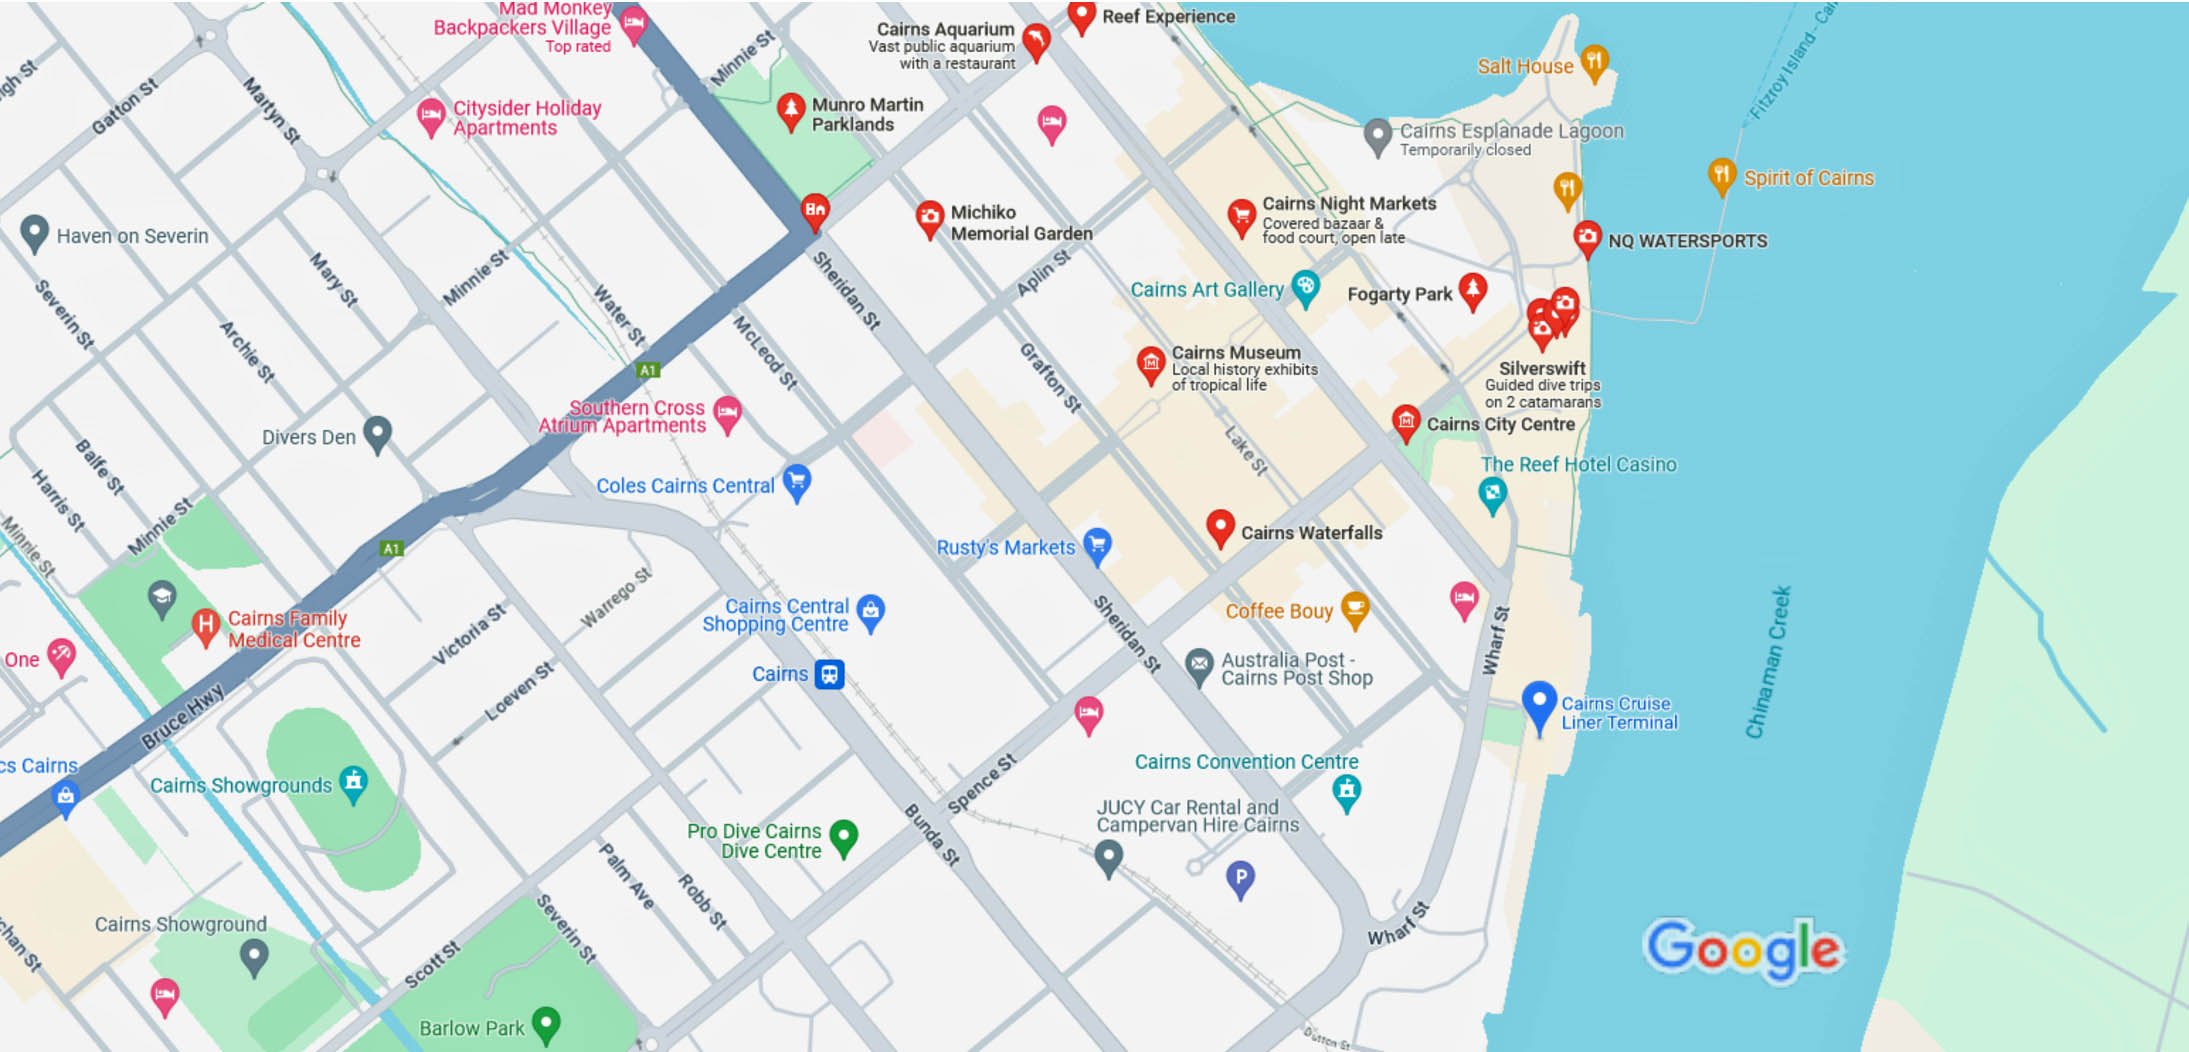 Mad Monkey
Backpackers Village
Top rated
Minnie St
Cairns Aquarium
Vast public aquarium
with a restaurant
Reef Experience
Salt House
Fitzroy Island
Gatton St
Martyn St
Citysider Holiday
Apartments
Munro Martin
Parklands
Cairns Esplanade Lagoon
Temporarily closed
Spirit of Cairns
Haven on Severin
Michiko
Memorial Garden
Cairns Night Markets
Covered bazaar &
food court, open late
NQ WATERSPORTS
Mary St
Minnie St
Sheridan St
Aplin St
Cairns Art Gallery
Fogarty Park
Severin St
Archie St
Water St
McLeod St
A1
Grafton St
Cairns Museum
Local history exhibits
of tropical life
Silverswift
Guided dive trips
on 2 catamarans
Southern Cross
Atrium Apartments
Divers Den
Cairns City Centre
Balfe St
Harris St
Lake St
The Reef Hotel Casino
Coles Cairns Central
Minnie St
Minnie St
A1
Rusty's Markets
Cairns Waterfalls
Warrego St
Cairns Family
Medical Centre
Victoria St
Cairns Central
Shopping Centre
Sheridan St
Coffee Bouy
Wharf St
Chinaman Creek
One
Loeven St
Cairns
Australia Post -
Cairns Post Shop
Cairns Cruise
Liner Terminal
Bruce Hwy
cs Cairns
Cairns Showgrounds
Spence St
Cairns Convention Centre
JUCY Car Rental and
Campervan Hire Cairns
Pro Dive Cairns
Dive Centre
Bunda St
P
Palm Ave
Robb St
Cairns Showground
Severin St
Scott St
Wharf St
Google
Barlow Park
Dutton St